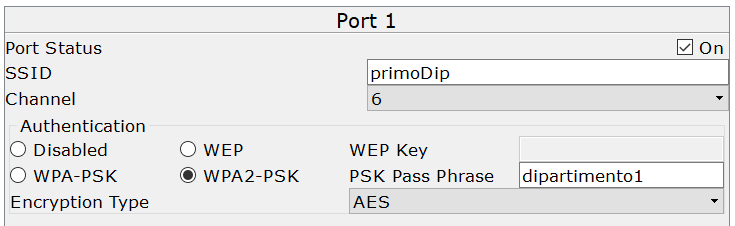 Port 1
Port Status On
SSID primoDip
Channel 6
Authentication
Disabled WEP WEP Key
WPA-PSK WPA2-PSK PSK Pass Phrase dipartimento1
Encryption Type AES